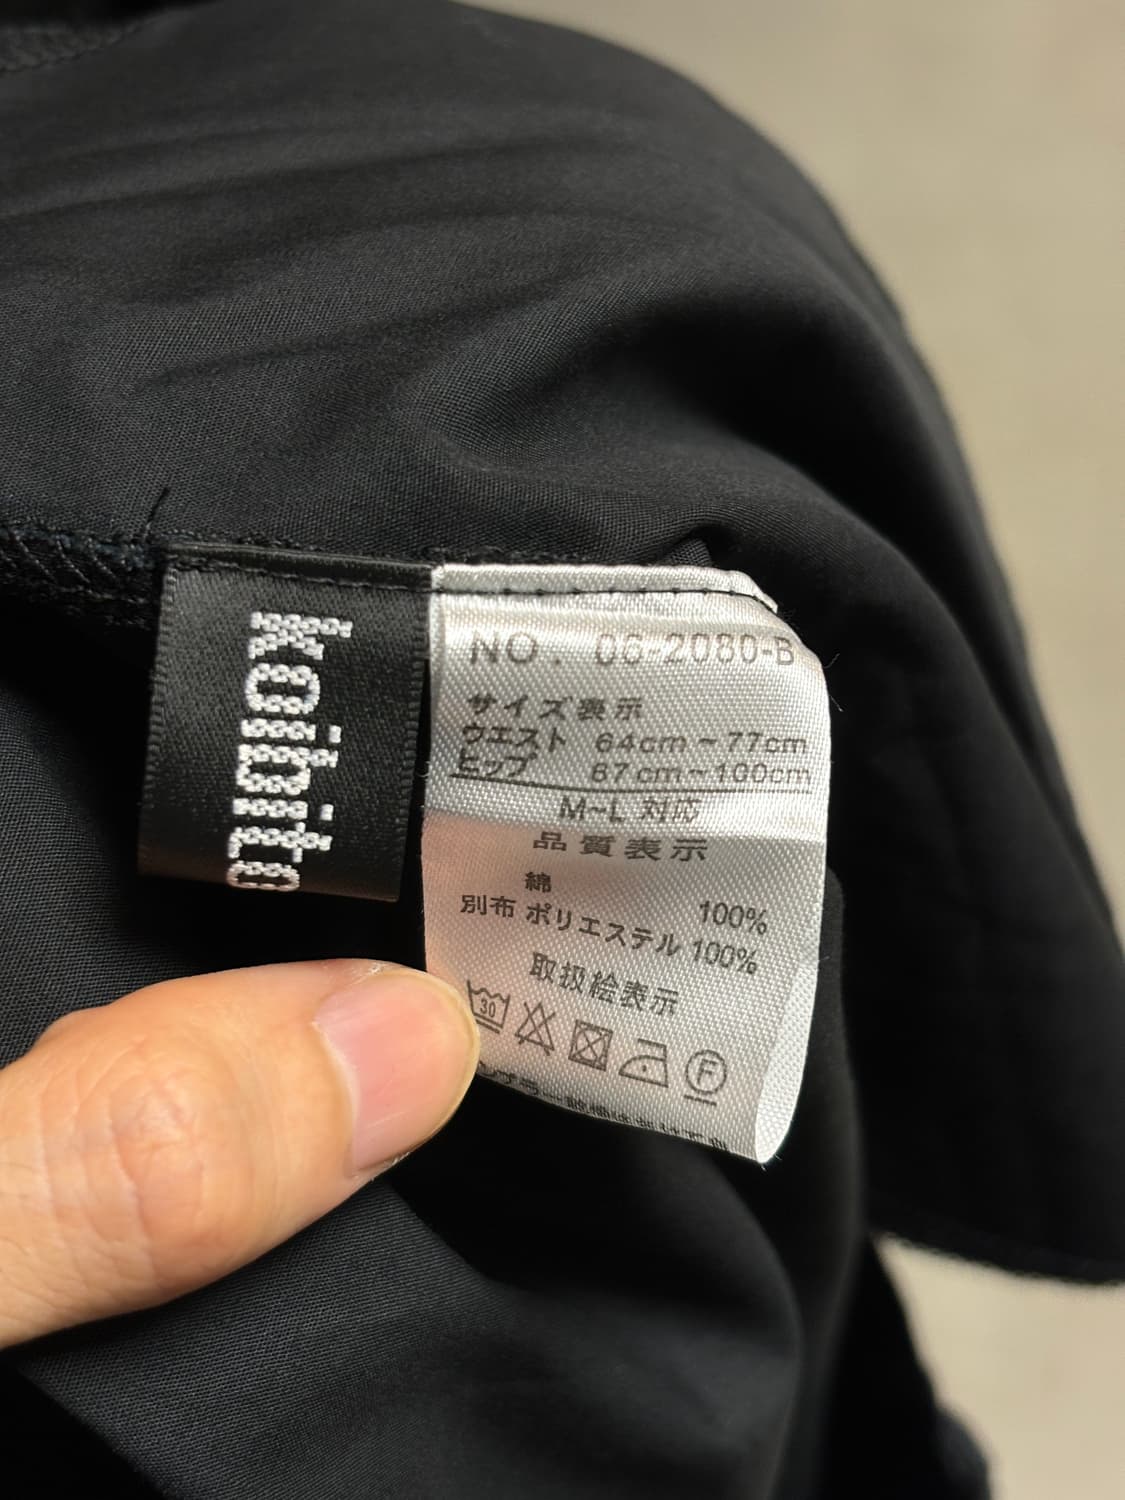 kaibito
NO. 06-2080-B
サイズ表示
ウエスト 64cm~77cm
ヒップ 87cm~100cm
M~L 対応
品質表示
綿 100%
別布 ポリエステル 100%
取扱絵表示
30
F